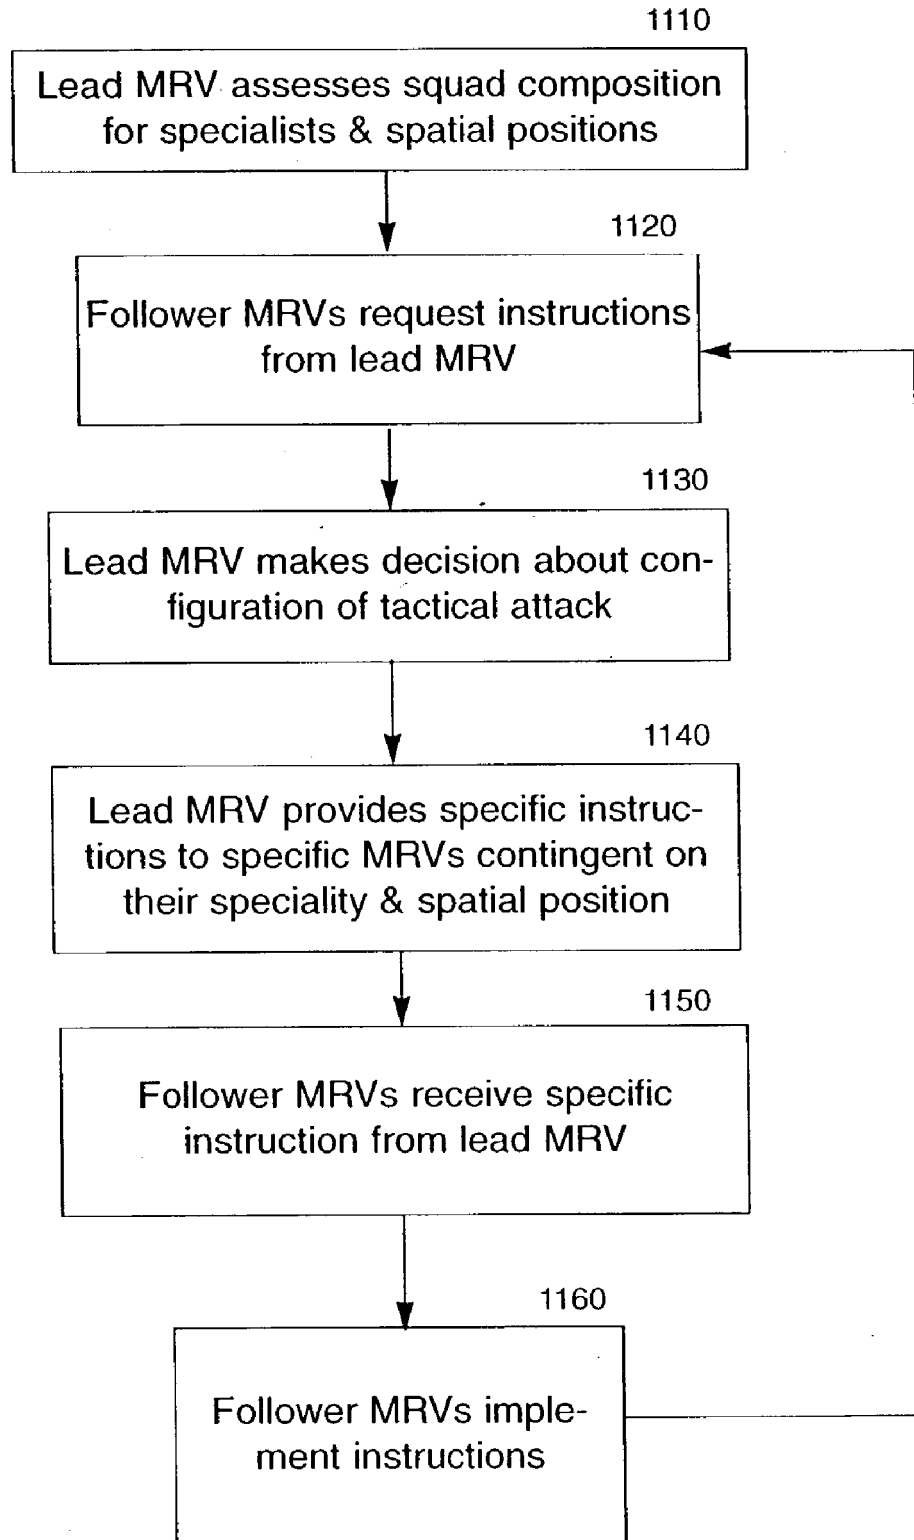 1110
Lead MRV assesses squad composition
for specialists & spatial positions
1120
Follower MRVs request instructions
from lead MRV
1130
Lead MRV makes decision about con-
figuration of tactical attack
1140
Lead MRV provides specific instruc-
tions to specific MRVs contingent on
their speciality & spatial position
1150
Follower MRVs receive specific
instruction from lead MRV
1160
Follower MRVs imple-
ment instructions